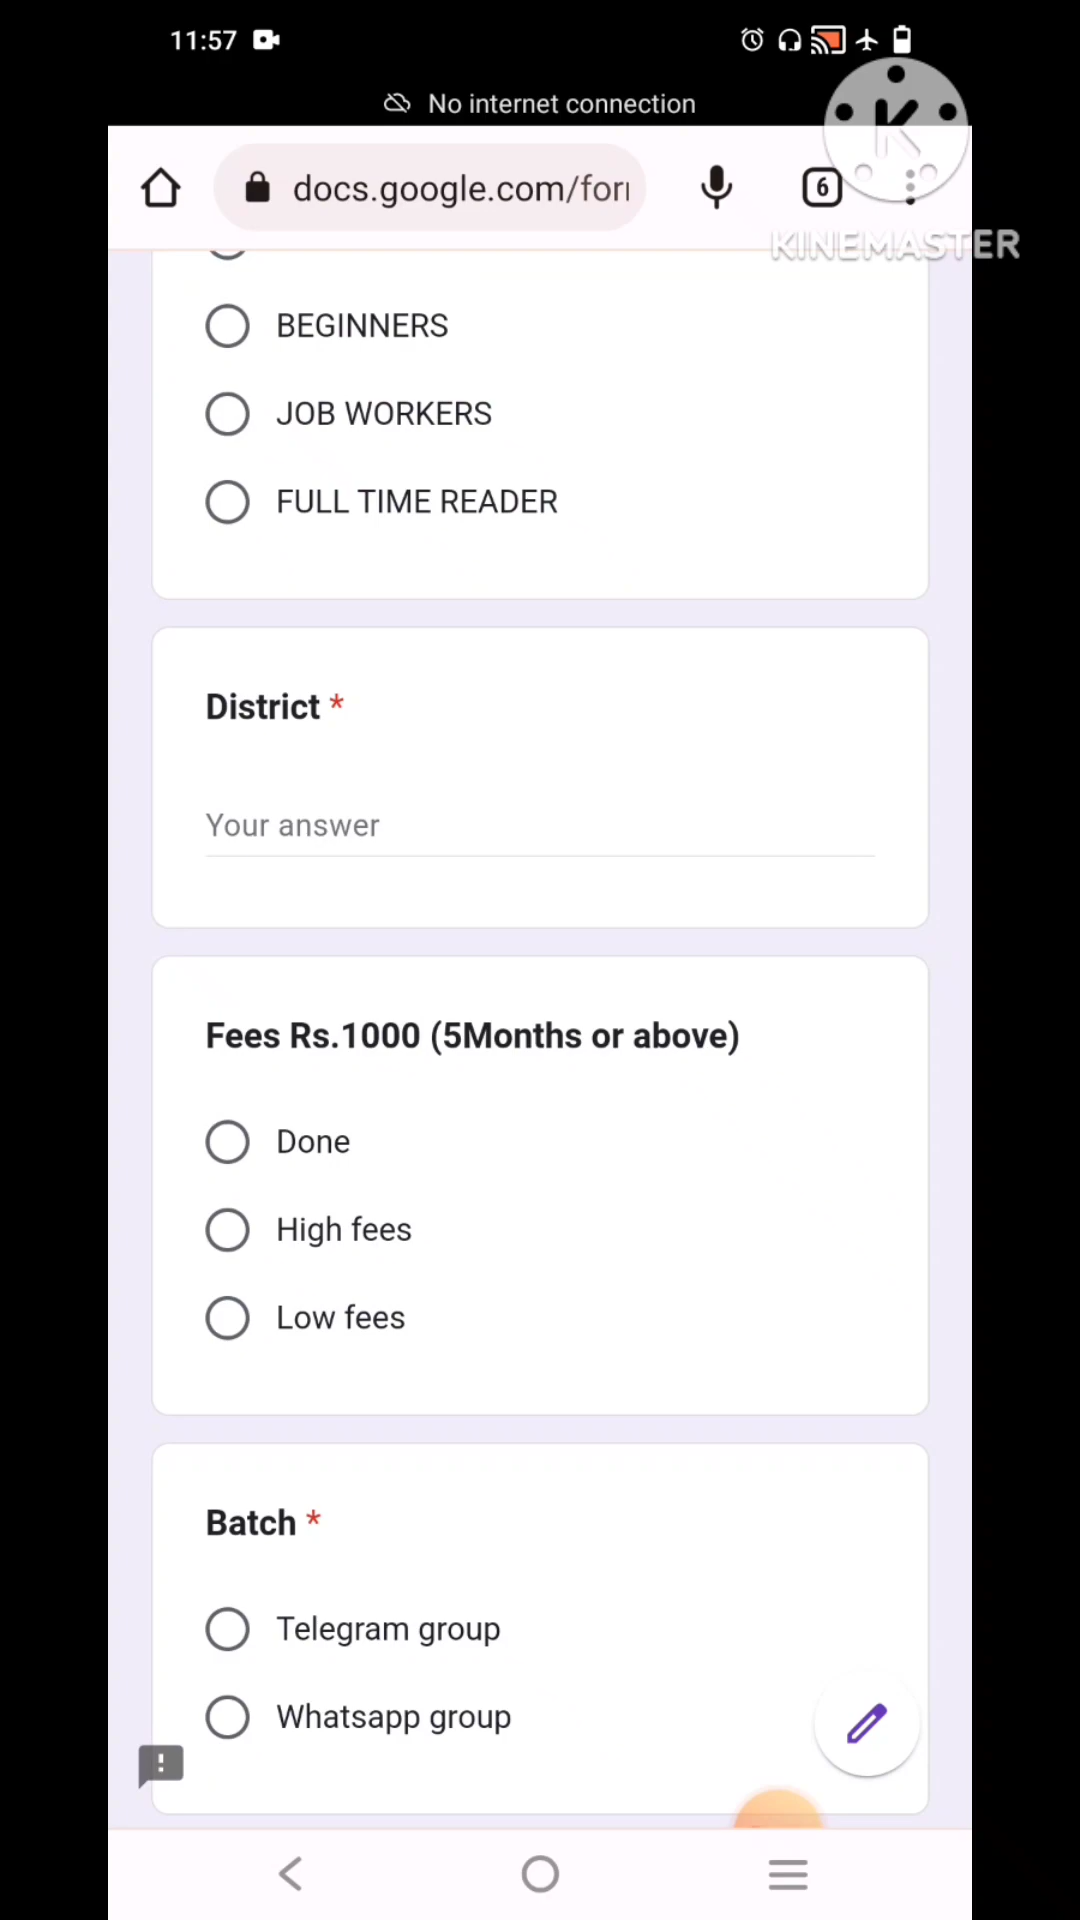 11:57
No internet connection
docs.google.com/for
6
K
KINEMASTER
BEGINNERS
JOB WORKERS
FULL TIME READER
District *
Your answer
Fees Rs.1000 (5Months or above)
Done
High fees
Low fees
Batch *
Telegram group
Whatsapp group